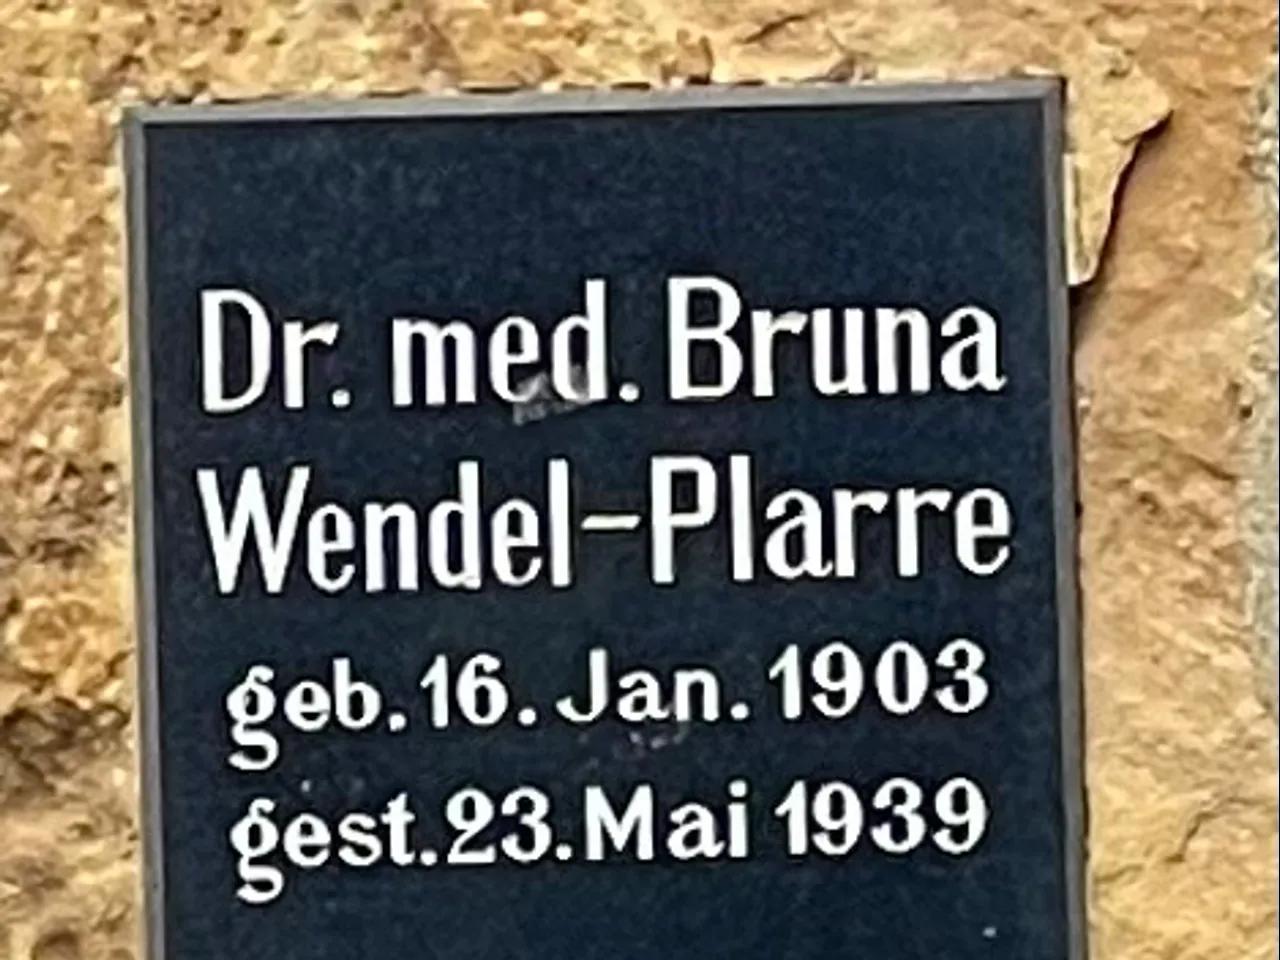 Dr. med. Bruna
Wendel-Plarre
geb. 16. Jan. 1903
gest. 23. Mai 1939